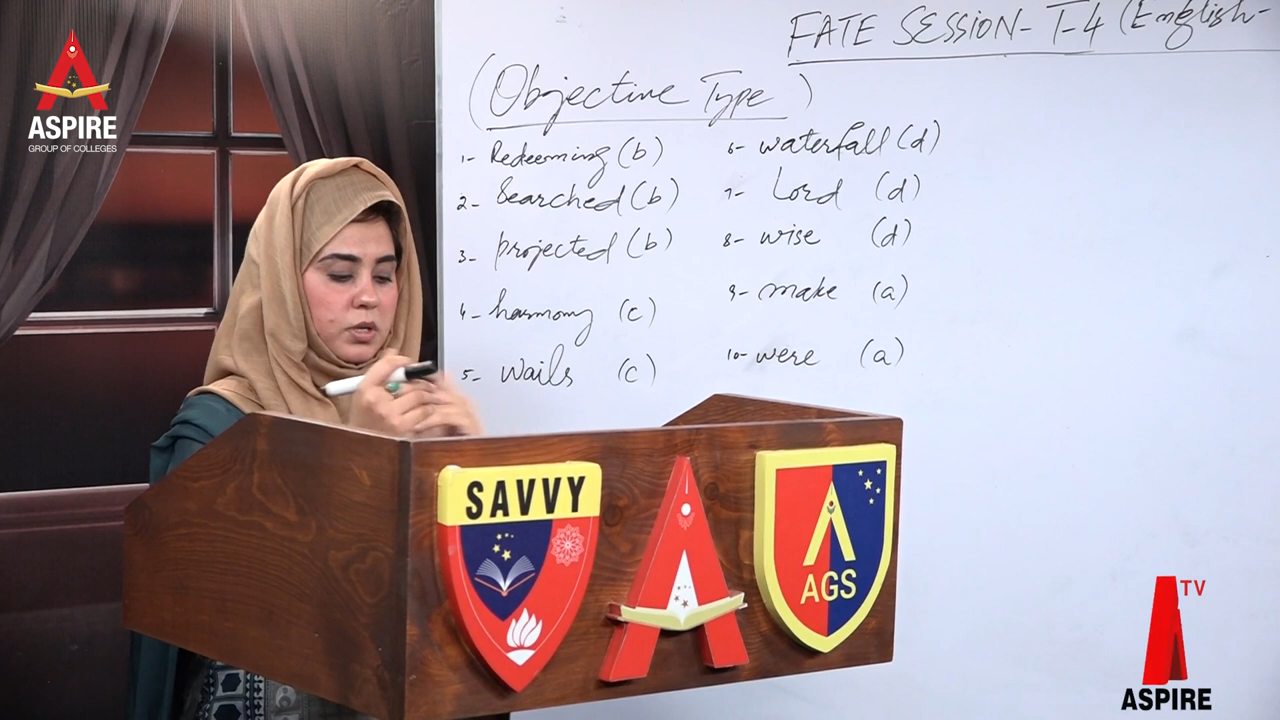 ASPIRE
GROUP OF COLLEGES
FATE SESSION- T-4 (English-
(Objective Type)
1- Redeeming (b)
2- Searched (b)
3- projected (b)
4- harmony (c)
5- wails (c)
6- waterfall (d)
7- Lord (d)
8- wise (d)
9- make (a)
10- were (a)
SAVVY
AGS
TV
ASPIRE